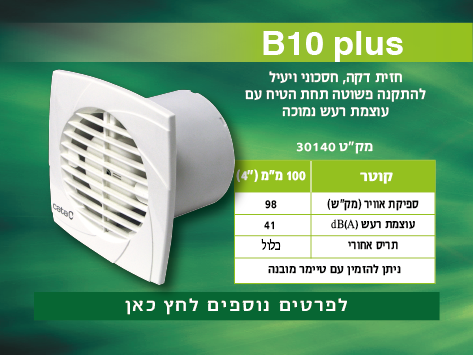 B10 plus
חזית דקה, חסכוני ויעיל
להתקנה פשוטה תחת הטיח עם
עוצמת רעש נמוכה
מק"ט 30140
קוטר 100 מ"מ ("4)
ספיקת אוויר (מק"ש) 98
עוצמת רעש dB(A) 41
תריס אחורי כלול
ניתן להזמין עם טיימר מובנה
cata
לפרטים נוספים לחץ כאן